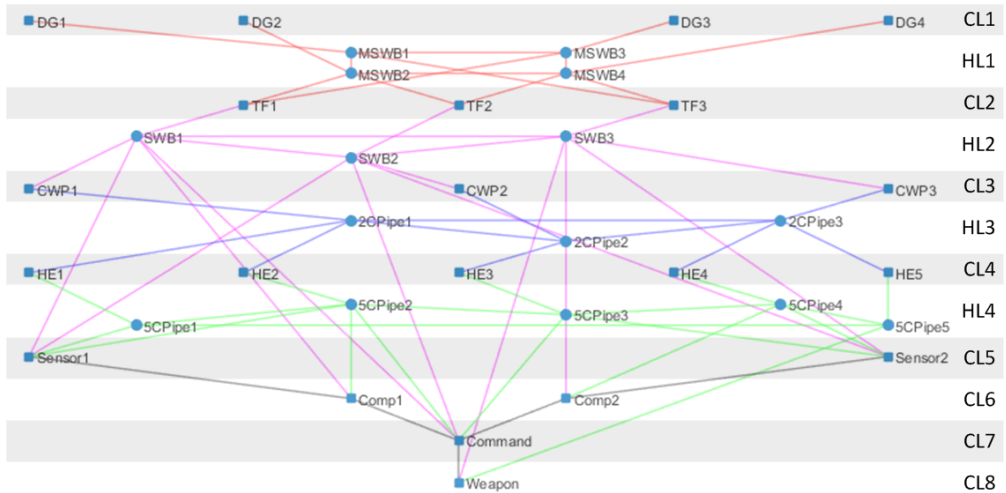 DG1 DG2 DG3 DG4 CL1
MSWB1 MSWB3 HL1
MSWB2 MSWB4
TF1 TF2 TF3 CL2
SWB1 SWB3 HL2
SWB2
CWP1 CWP2 CWP3 CL3
2CPipe1 2CPipe3 HL3
2CPipe2
HE1 HE2 HE3 HE4 HE5 CL4
5CPipe2 5CPipe4 HL4
5CPipe3
5CPipe1 5CPipe5
Sensor1 Sensor2 CL5
Comp1 Comp2 CL6
Command CL7
Weapon CL8